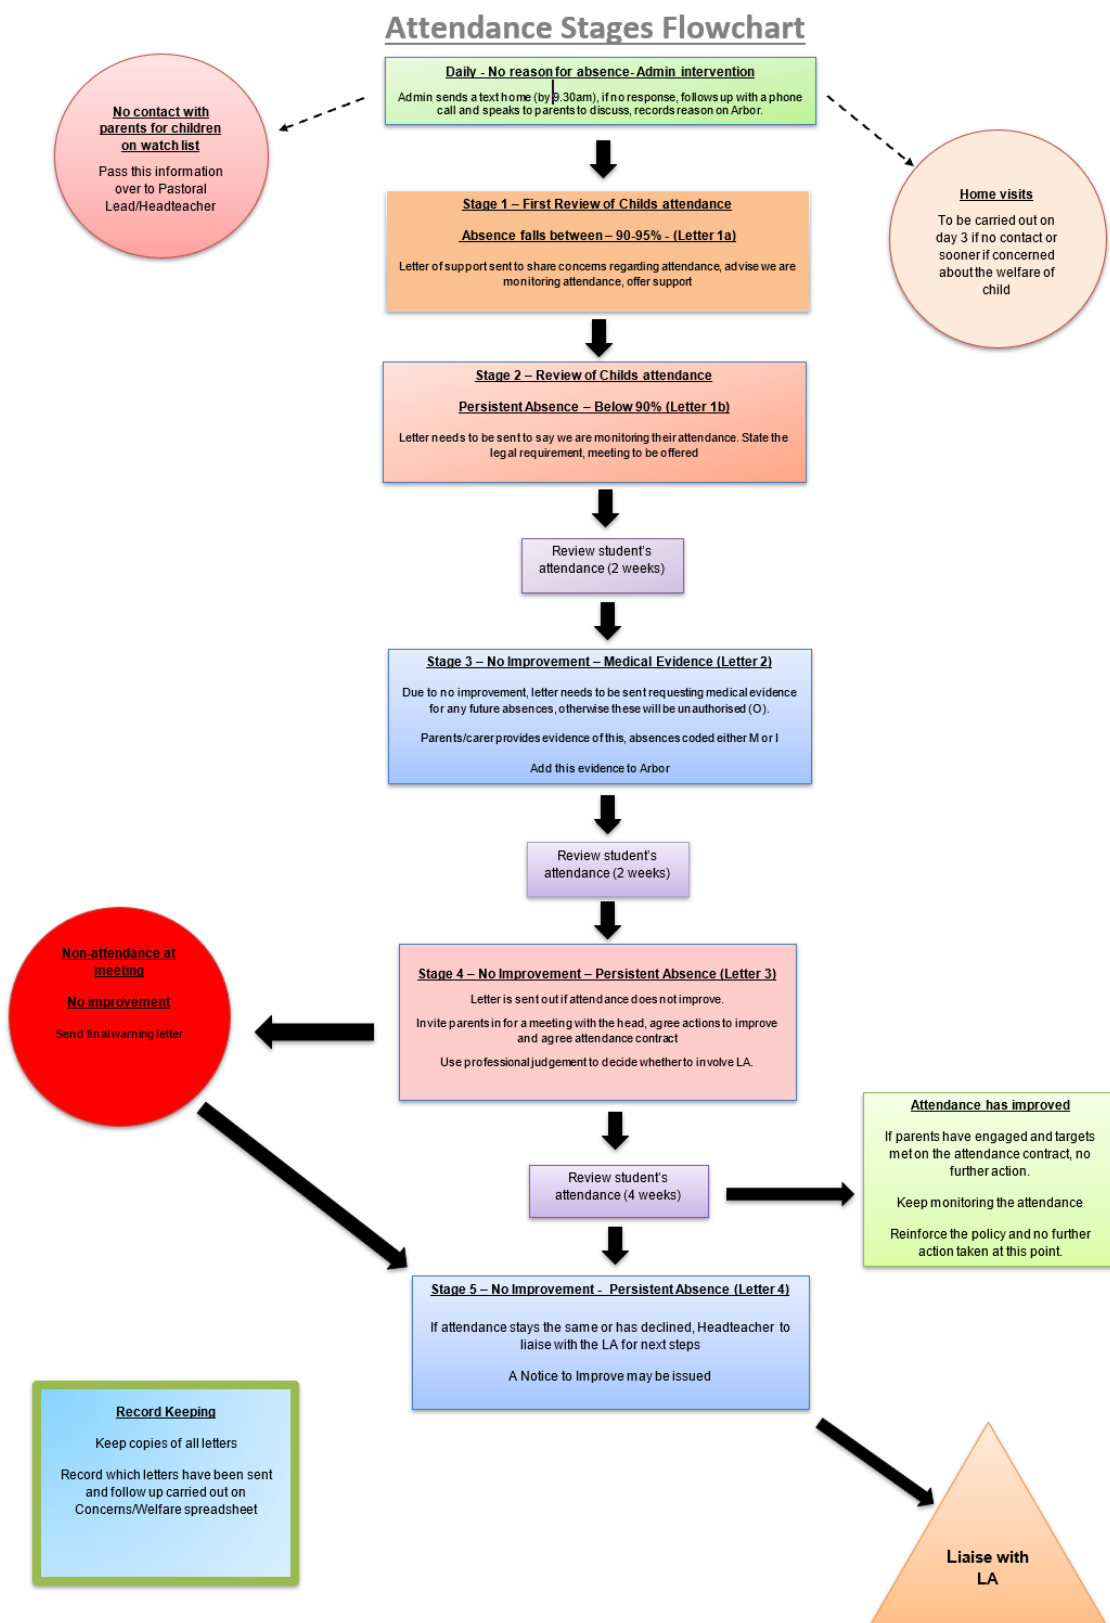 Attendance Stages Flowchart
Daily - No reason for absence- Admin intervention
Admin sends a text home (by 9.30am), if no response, follows up with a phone
call and speaks to parents to discuss, records reason on Arbor.
No contact with
parents for children
on watch list
Pass this information
over to Pastoral
Lead/Headteacher
Home visits
To be carried out on
day 3 if no contact or
sooner if concerned
about the welfare of
child
Stage 1 – First Review of Childs attendance
Absence falls between – 90-95% - (Letter 1a)
Letter of support sent to share concerns regarding attendance, advise we are
monitoring attendance, offer support
Stage 2 – Review of Childs attendance
Persistent Absence – Below 90% (Letter 1b)
Letter needs to be sent to say we are monitoring their attendance. State the
legal requirement, meeting to be offered
Review student's
attendance (2 weeks)
Stage 3 – No Improvement – Medical Evidence (Letter 2)
Due to no improvement, letter needs to be sent requesting medical evidence
for any future absences, otherwise these will be unauthorised (O).
Parents/carer provides evidence of this, absences coded either M or I
Add this evidence to Arbor
Review student's
attendance (2 weeks)
Stage 4 – No Improvement – Persistent Absence (Letter 3)
Letter is sent out if attendance does not improve.
Invite parents in for a meeting with the head, agree actions to improve
and agree attendance contract
Use professional judgement to decide whether to involve LA.
Non-attendance at
meeting
No improvement
Send final warning letter
Review student's
attendance (4 weeks)
Attendance has improved
If parents have engaged and targets
met on the attendance contract, no
further action.
Keep monitoring the attendance
Reinforce the policy and no further
action taken at this point.
Stage 5 – No Improvement - Persistent Absence (Letter 4)
If attendance stays the same or has declined, Headteacher to
liaise with the LA for next steps
A Notice to Improve may be issued
Record Keeping
Keep copies of all letters
Record which letters have been sent
and follow up carried out on
Concerns/Welfare spreadsheet
Liaise with
LA